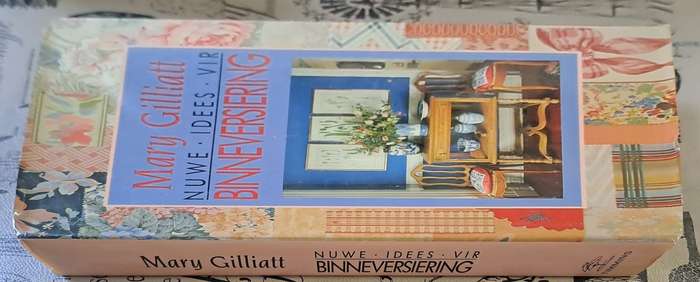 Mary Gilliatt
NUWE · IDEES · VIR
BINNEVERSIERING
Mary Gilliatt
NUWE · IDEES · VIR
BINNEVERSIERING